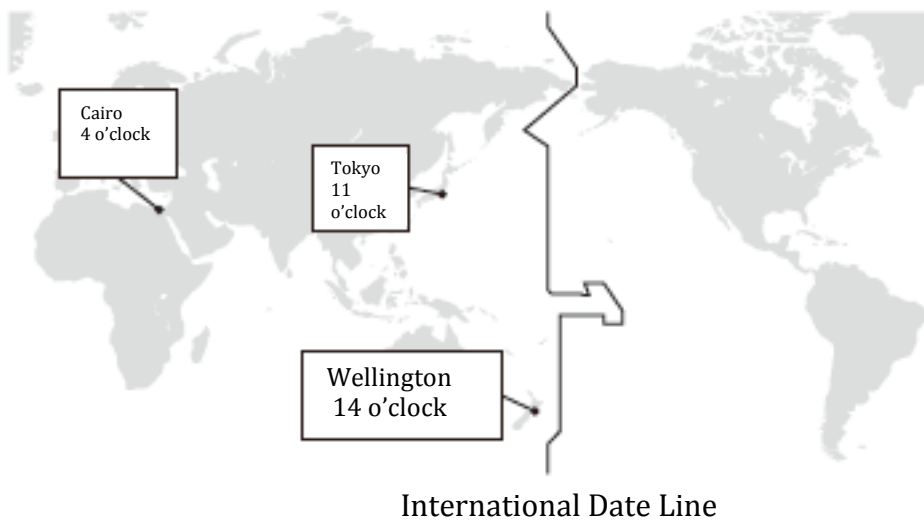 Cairo
4 o’clock
Tokyo
11
o’clock
Wellington
14 o’clock
International Date Line